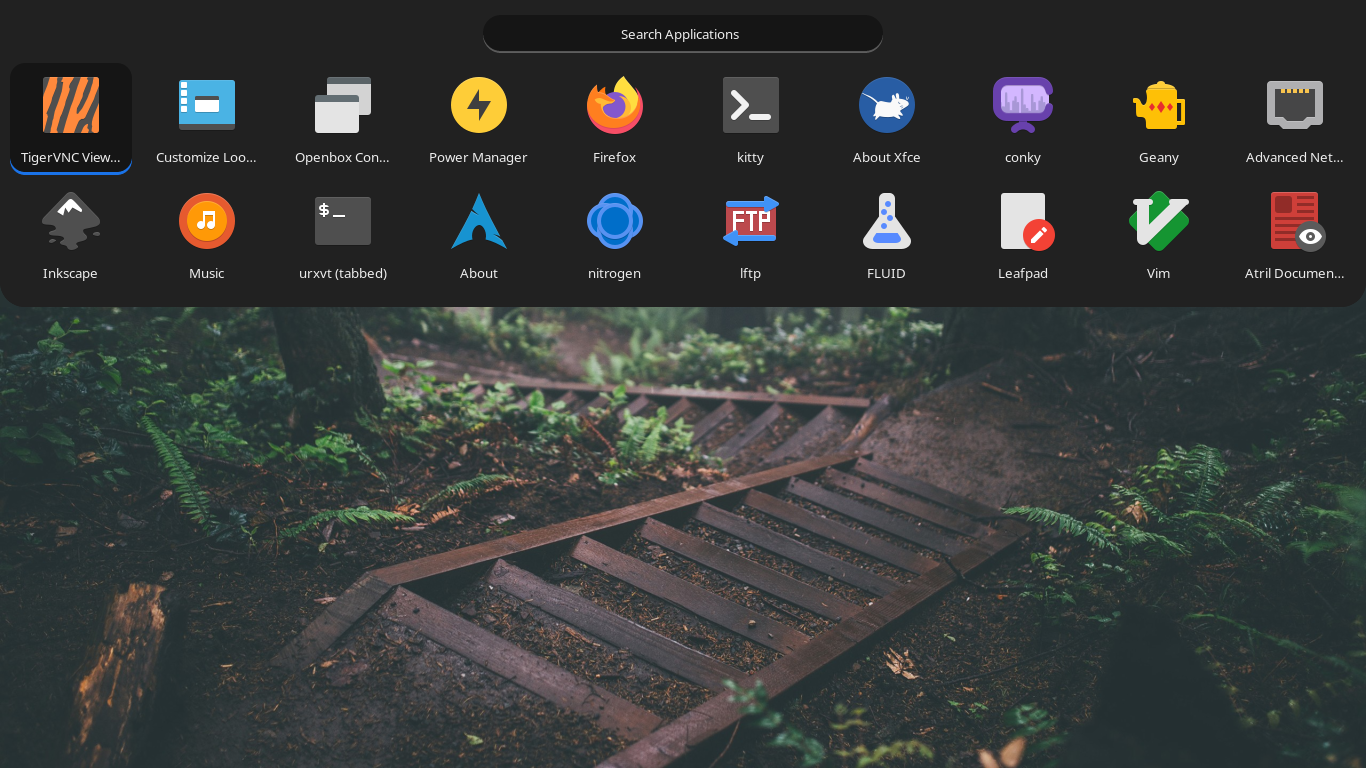 Search Applications
TigerVNC View...
Customize Loo...
Openbox Con...
Power Manager
Firefox
kitty
About Xfce
conky
Geany
Advanced Net...
$_
FTP
Inkscape
Music
urxvt (tabbed)
About
nitrogen
lftp
FLUID
Leafpad
Vim
Atril Documen...